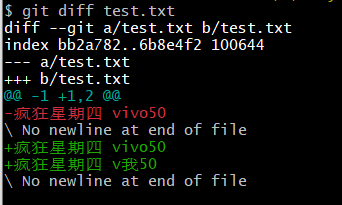 $ git diff test.txt
diff --git a/test.txt b/test.txt
index bb2a782..6b8e4f2 100644
--- a/test.txt
+++ b/test.txt
@@ -1 +1,2 @@
-疯狂星期四 vivo50
\ No newline at end of file
+疯狂星期四 vivo50
+疯狂星期四 v我50
\ No newline at end of file